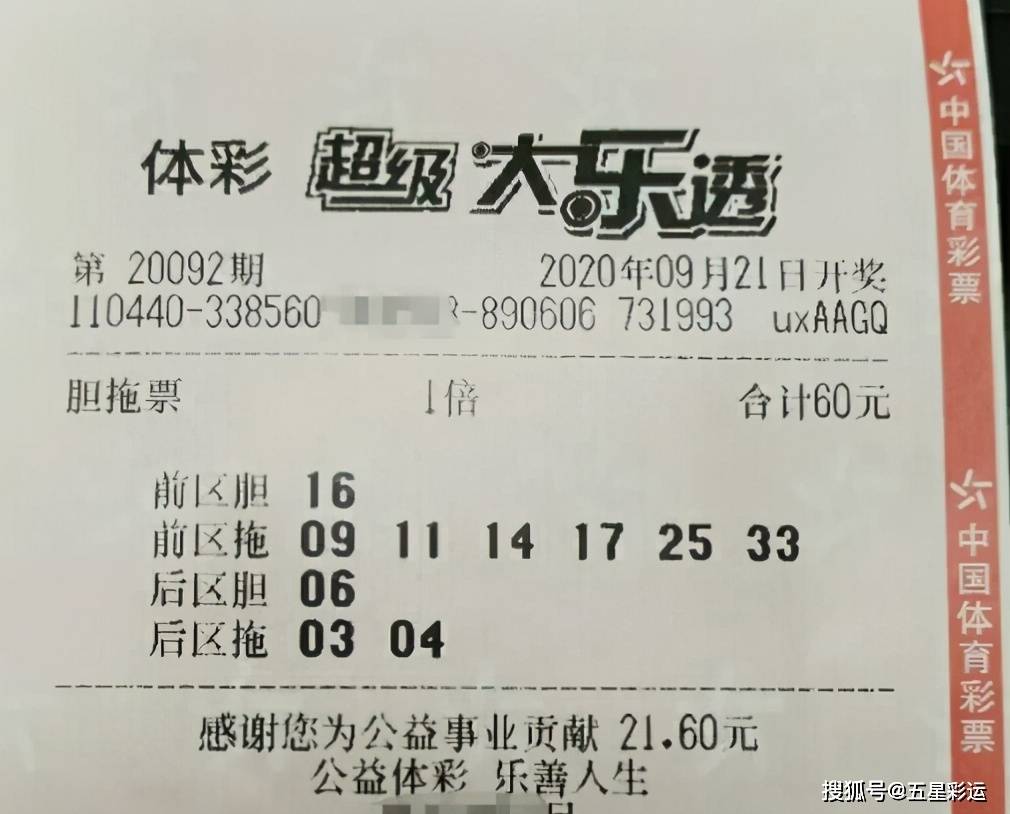 体彩 超级大乐透
第 20092期 2020年09月21日开奖
110440-338560 -890606 731993 uxAAGQ
胆拖票 1倍 合计60元
前区胆 16
前区拖 09 11 14 17 25 33
后区胆 06
后区拖 03 04
感谢您为公益事业贡献 21.60元
公益体彩 乐善人生
中国体育彩票
中国体育彩票
搜狐号@五星彩运